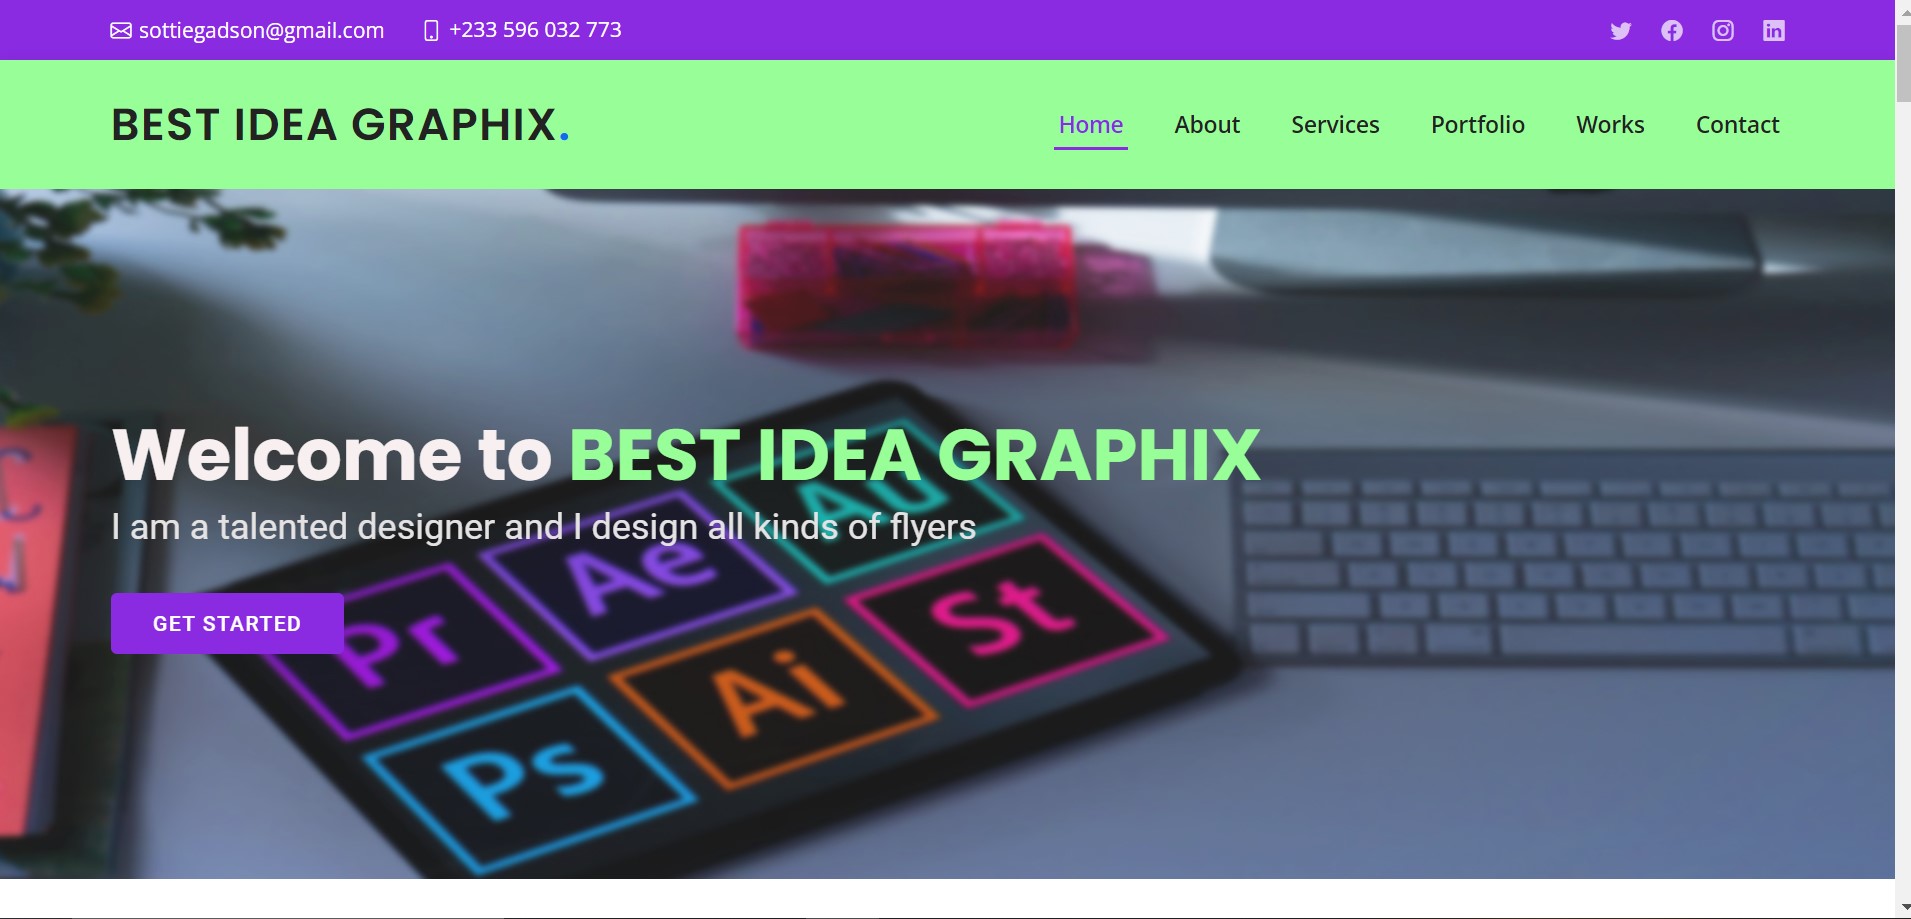 sottiegadson@gmail.com +233 596 032 773
BEST IDEA GRAPHIX.
Home About Services Portfolio Works Contact
Welcome to BEST IDEA GRAPHIX
I am a talented designer and I design all kinds of flyers
GET STARTED
Au
Ae
St
Pr
Ai
Ps